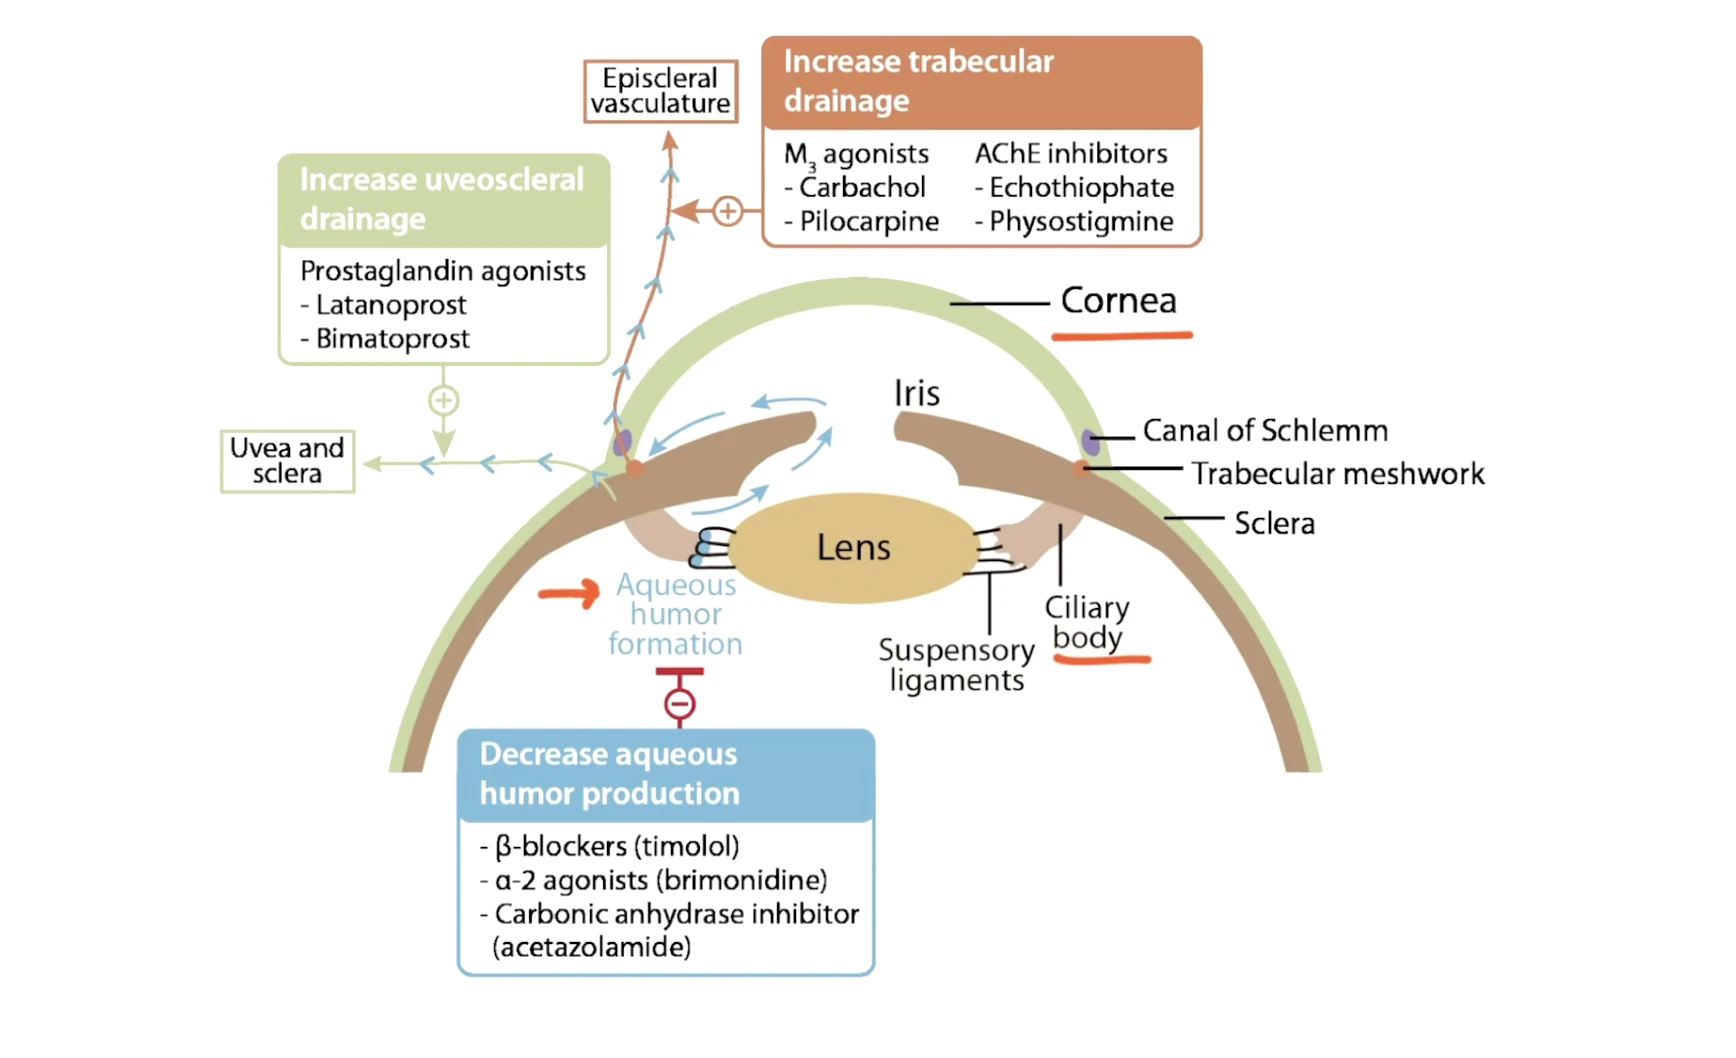 Episcleral
vasculature
Increase trabecular
drainage
M₃ agonists
- Carbachol
- Pilocarpine
AChE inhibitors
- Echothiophate
- Physostigmine
Increase uveoscleral
drainage
Prostaglandin agonists
- Latanoprost
- Bimatoprost
Uvea and
sclera
Cornea
Iris
Canal of Schlemm
Trabecular meshwork
Sclera
Lens
Aqueous
humor
formation
Suspensory
ligaments
Ciliary
body
Decrease aqueous
humor production
- β-blockers (timolol)
- α-2 agonists (brimonidine)
- Carbonic anhydrase inhibitor
(acetazolamide)